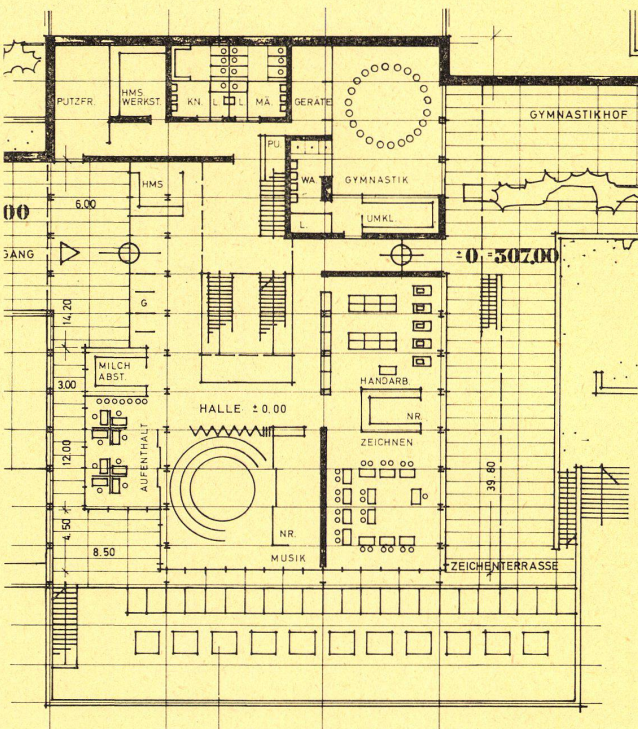 PUTZFR.
HMS
WERKST.
KN.
L.
L
MÄ.
GERÄTE
GYMNASTIKHOF
PU.
HMS
WA.
GYMNASTIK
L.
UMKL.
00
6.00
GANG
±0=307.00
G
14.20
MILCH
ABST.
3.00
HANDARB.
HALLE ±0.00
NR.
ZEICHNEN
AUFENTHALT
12.00
39.80
4.50
8.50
NR.
MUSIK
ZEICHENTERRASSE